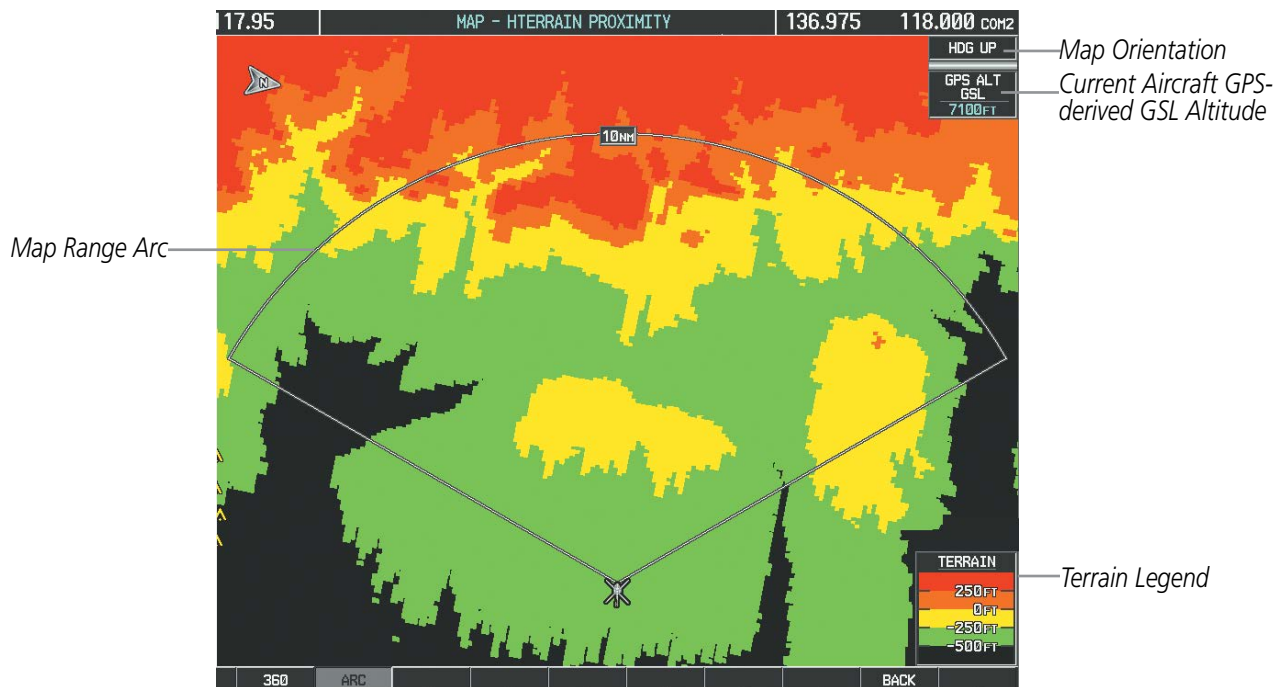 117.95 MAP – HTERRAIN PROXIMITY 136.975 118.000 COM2
HDG UP
Map Orientation
GPS ALT
GSL
7100FT
Current Aircraft GPS-
derived GSL Altitude
N
10NM
Map Range Arc
TERRAIN
250FT
0FT
-250FT
-500FT
Terrain Legend
360 ARC BACK